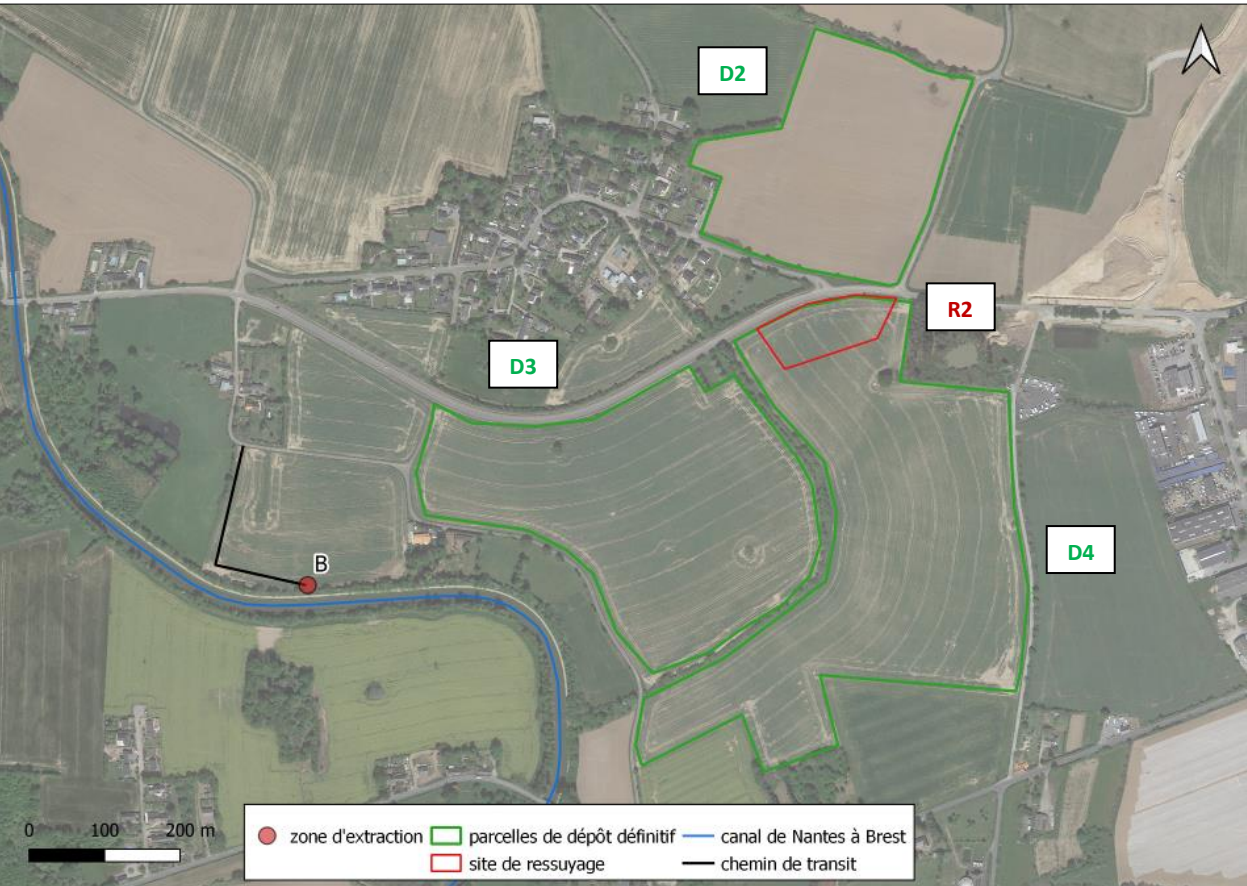 D2
R2
D3
D4
B
0 100 200 m
zone d'extraction parcelles de dépôt définitif canal de Nantes à Brest
site de ressuyage chemin de transit